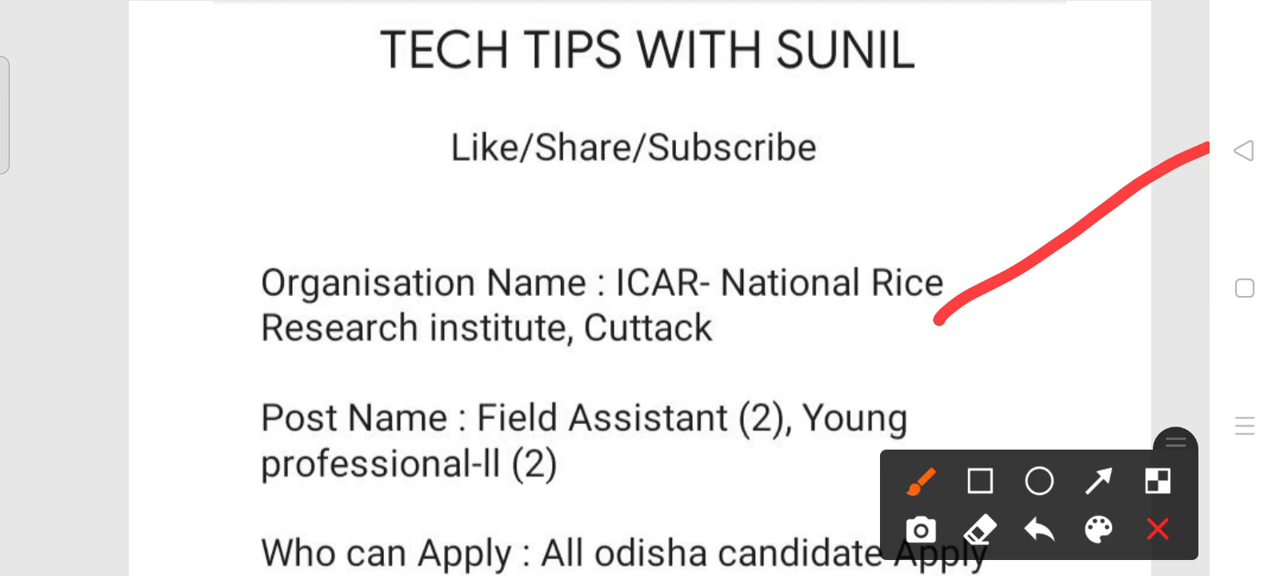 TECH TIPS WITH SUNIL
Like/Share/Subscribe
Organisation Name : ICAR- National Rice
Research institute, Cuttack
Post Name : Field Assistant (2), Young
professional-ll (2)
Who can Apply : All odisha candidate Apply